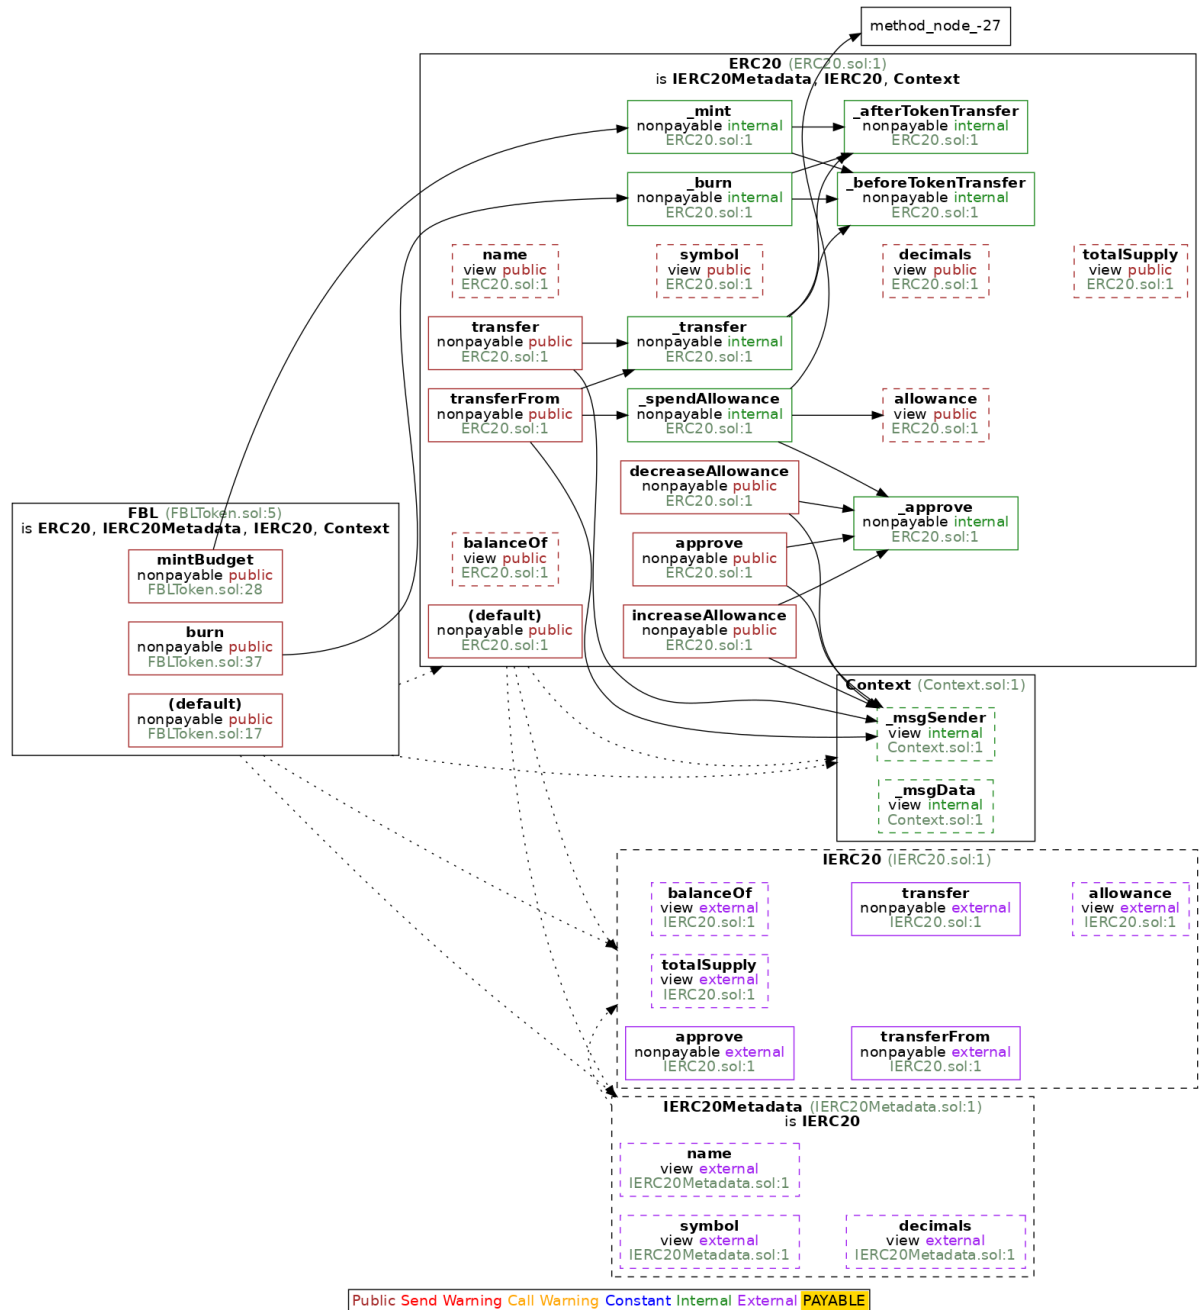 method_node_-27
ERC20 (ERC20.sol:1)
is IERC20Metadata, IERC20, Context
_mint
nonpayable internal
ERC20.sol:1
_afterTokenTransfer
nonpayable internal
ERC20.sol:1
_burn
nonpayable internal
ERC20.sol:1
_beforeTokenTransfer
nonpayable internal
ERC20.sol:1
name
view public
ERC20.sol:1
symbol
view public
ERC20.sol:1
decimals
view public
ERC20.sol:1
totalSupply
view public
ERC20.sol:1
transfer
nonpayable public
ERC20.sol:1
_transfer
nonpayable internal
ERC20.sol:1
transferFrom
nonpayable public
ERC20.sol:1
_spendAllowance
nonpayable internal
ERC20.sol:1
allowance
view public
ERC20.sol:1
decreaseAllowance
nonpayable public
ERC20.sol:1
_approve
nonpayable internal
ERC20.sol:1
balanceOf
view public
ERC20.sol:1
approve
nonpayable public
ERC20.sol:1
(default)
nonpayable public
ERC20.sol:1
increaseAllowance
nonpayable public
ERC20.sol:1
FBL (FBLToken.sol:5)
is ERC20, IERC20Metadata, IERC20, Context
mintBudget
nonpayable public
FBLToken.sol:28
burn
nonpayable public
FBLToken.sol:37
(default)
nonpayable public
FBLToken.sol:17
Context (Context.sol:1)
_msgSender
view internal
Context.sol:1
_msgData
view internal
Context.sol:1
IERC20 (IERC20.sol:1)
balanceOf
view external
IERC20.sol:1
transfer
nonpayable external
IERC20.sol:1
allowance
view external
IERC20.sol:1
totalSupply
view external
IERC20.sol:1
approve
nonpayable external
IERC20.sol:1
transferFrom
nonpayable external
IERC20.sol:1
IERC20Metadata (IERC20Metadata.sol:1)
is IERC20
name
view external
IERC20Metadata.sol:1
symbol
view external
IERC20Metadata.sol:1
decimals
view external
IERC20Metadata.sol:1
Public Send Warning Call Warning Constant Internal External PAYABLE